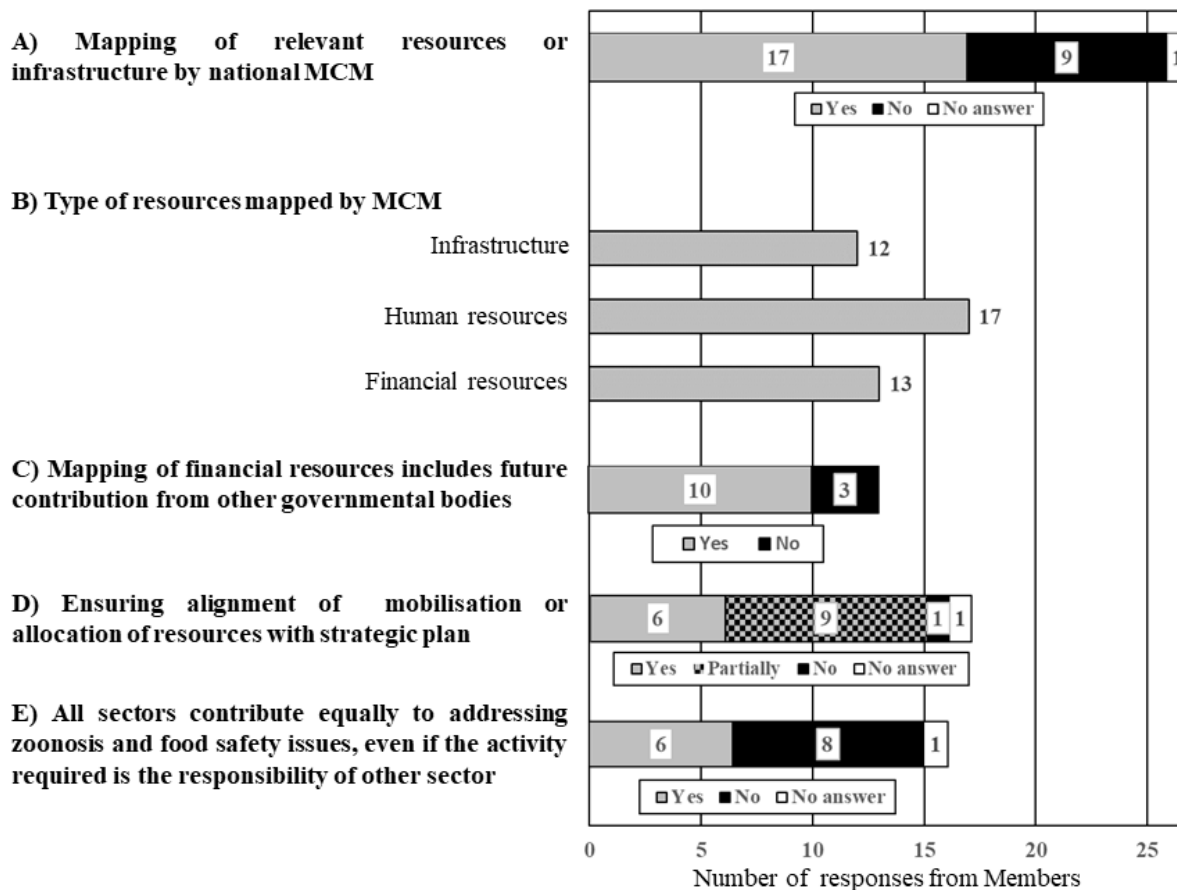 A) Mapping of relevant resources or
infrastructure by national MCM
17
9
1
Yes No No answer
B) Type of resources mapped by MCM
Infrastructure
12
Human resources
17
Financial resources
13
C) Mapping of financial resources includes future
contribution from other governmental bodies
10
3
Yes No
D) Ensuring alignment of mobilisation or
allocation of resources with strategic plan
6
9
1
1
Yes Partially No No answer
E) All sectors contribute equally to addressing
zoonosis and food safety issues, even if the activity
required is the responsibility of other sector
6
8
1
Yes No No answer
0 5 10 15 20 25
Number of responses from Members